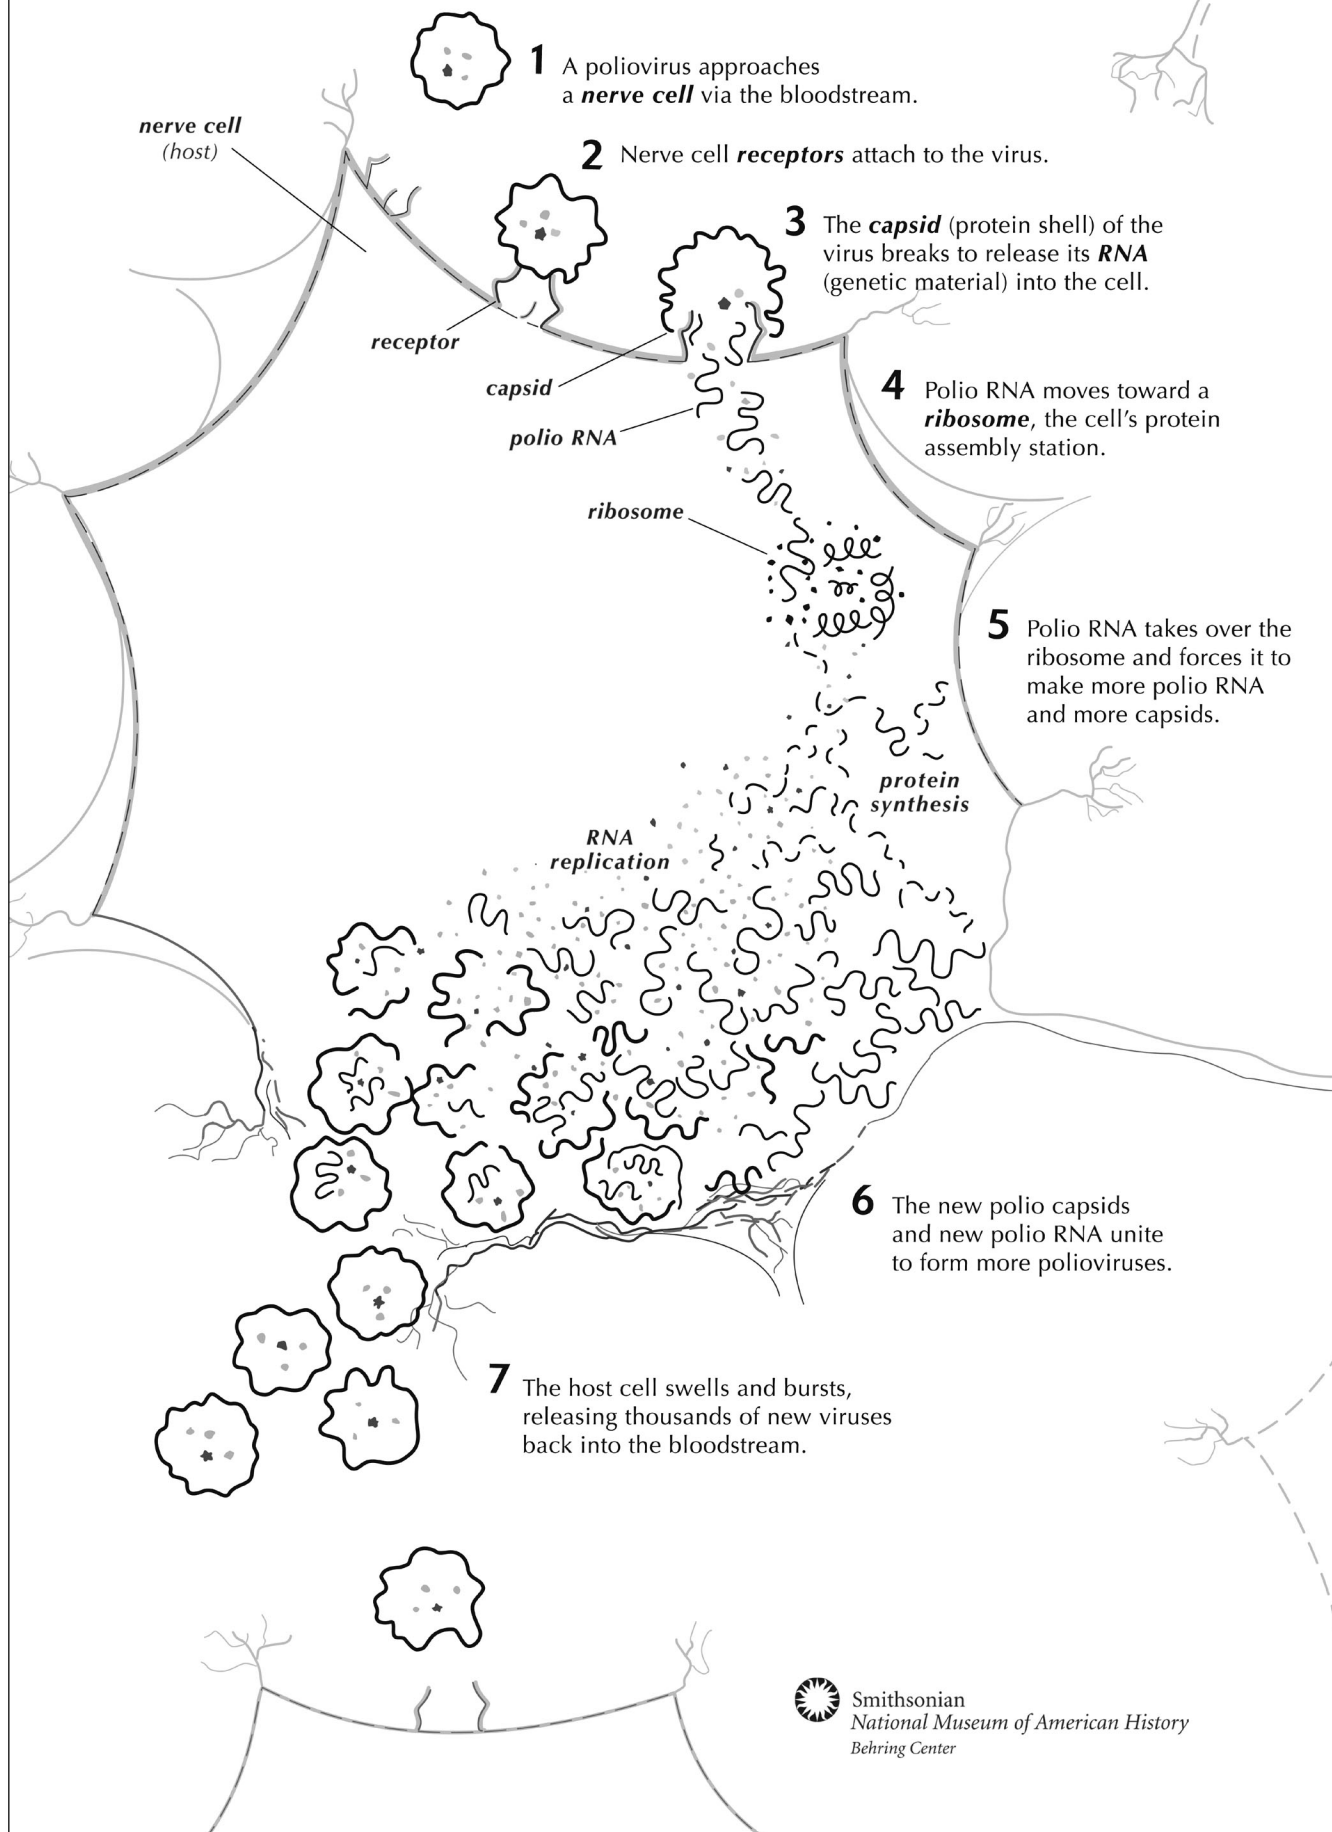 1 A poliovirus approaches
a nerve cell via the bloodstream.
nerve cell
(host)
2 Nerve cell receptors attach to the virus.
3 The capsid (protein shell) of the
virus breaks to release its RNA
(genetic material) into the cell.
receptor
capsid
polio RNA
4 Polio RNA moves toward a
ribosome, the cell’s protein
assembly station.
ribosome
5 Polio RNA takes over the
ribosome and forces it to
make more polio RNA
and more capsids.
protein
synthesis
RNA
replication
6 The new polio capsids
and new polio RNA unite
to form more polioviruses.
7 The host cell swells and bursts,
releasing thousands of new viruses
back into the bloodstream.
Smithsonian
National Museum of American History
Behring Center